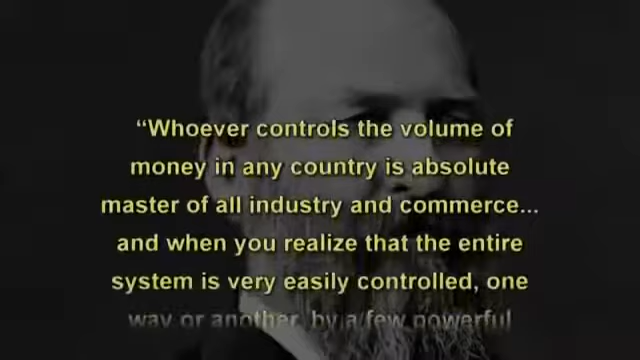 “Whoever controls the volume of
money in any country is absolute
master of all industry and commerce...
and when you realize that the entire
system is very easily controlled, one
way or another, by a few powerful